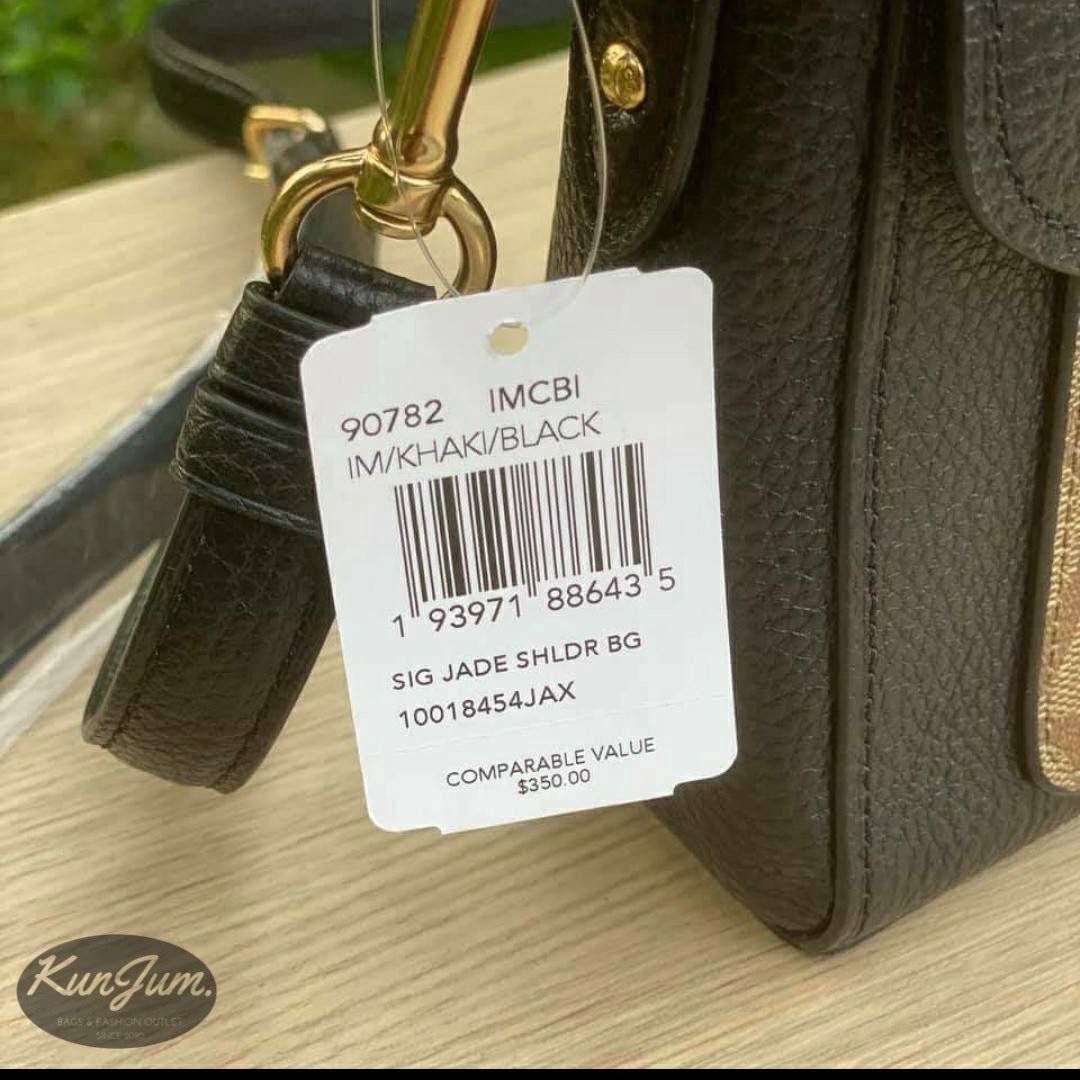 90782 IMCBI
IM/KHAKI/BLACK
1 93971 88643 5
SIG JADE SHLDR BG
10018454JAX
COMPARABLE VALUE
$350.00
KunJum.
BAGS & FASHION OUTLET